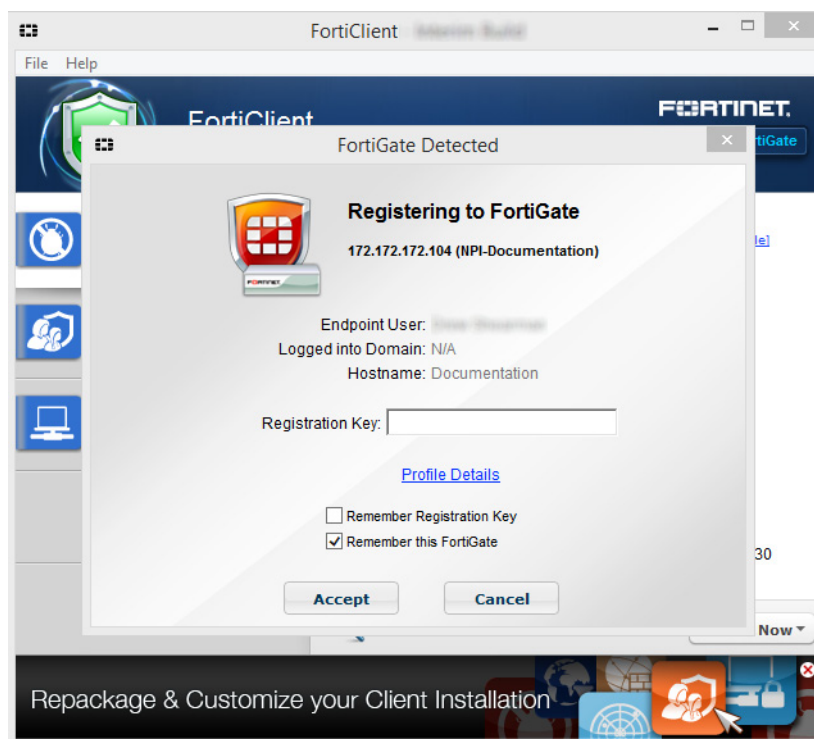 FortiClient
File Help
FortiClient
FORTINET.
FortiGate Detected
tiGate
Registering to FortiGate
172.172.172.104 (NPI-Documentation)
le]
FORTINET
Endpoint User:
Logged into Domain: N/A
Hostname: Documentation
Registration Key:
Profile Details
Remember Registration Key
Remember this FortiGate
30
Accept Cancel
Now
Repackage & Customize your Client Installation